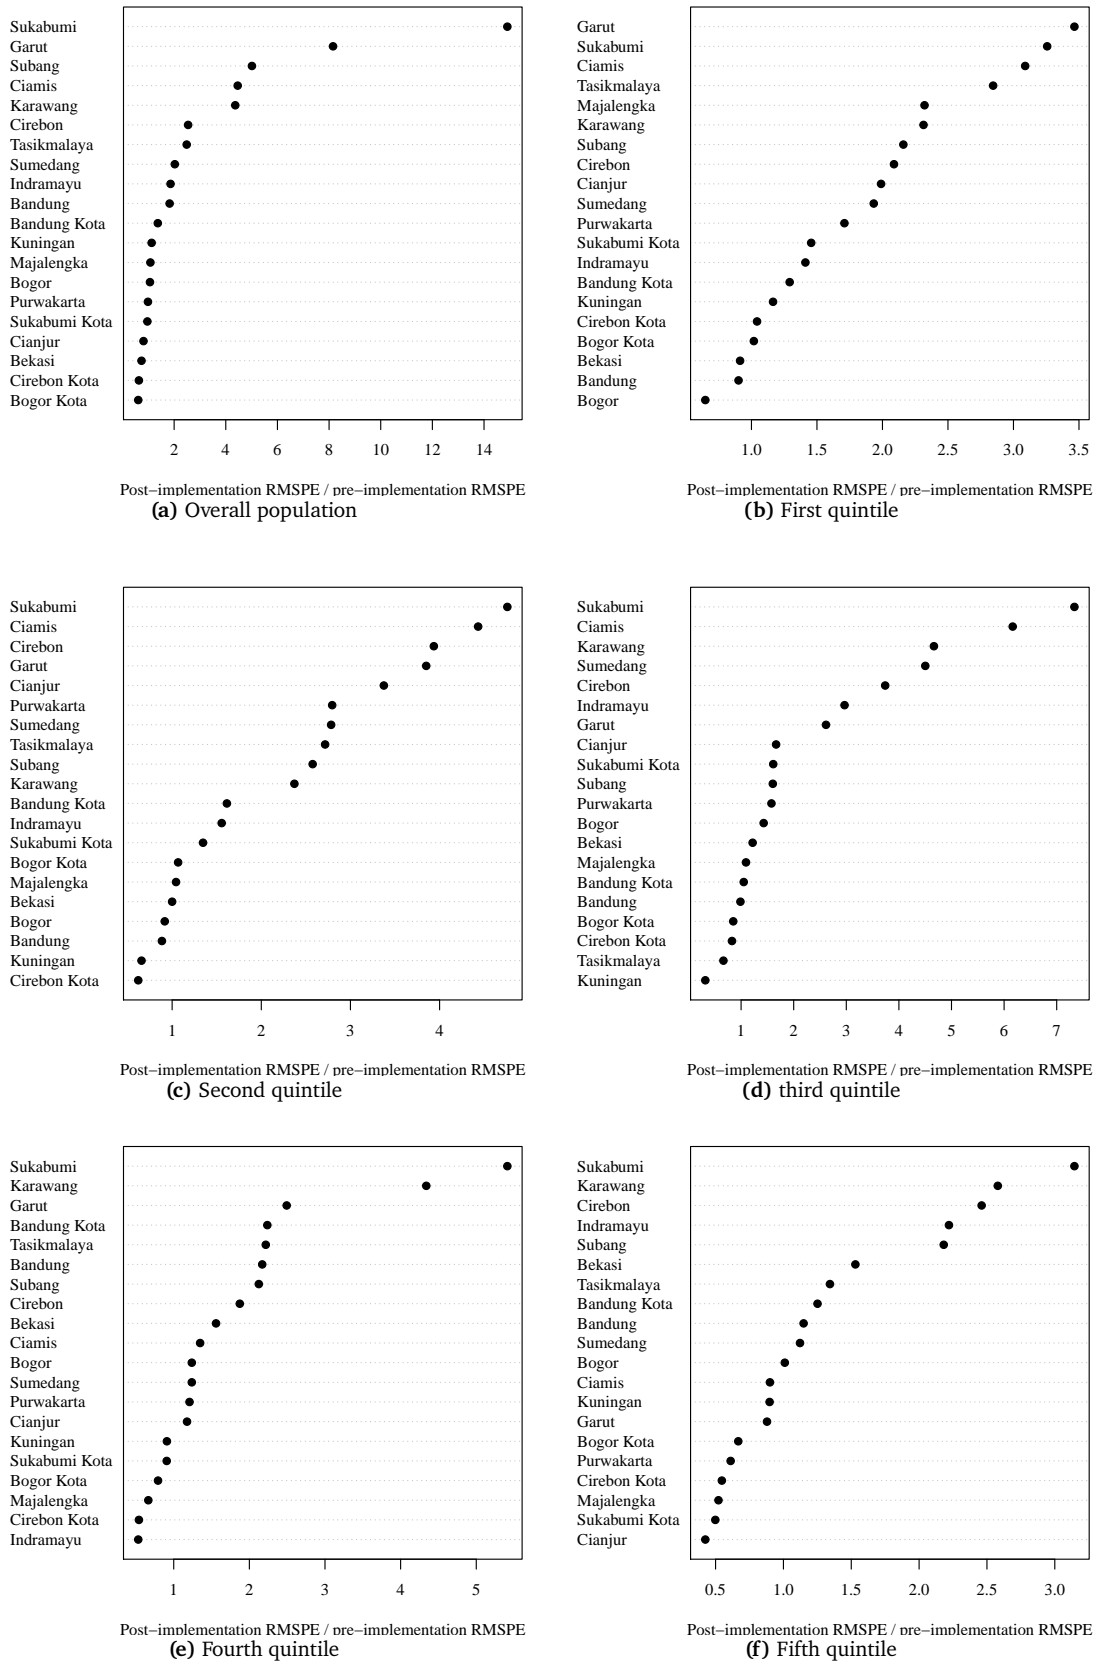 Sukabumi
Garut
Subang
Ciamis
Karawang
Cirebon
Tasikmalaya
Sumedang
Indramayu
Bandung
Bandung Kota
Kuningan
Majalengka
Bogor
Purwakarta
Sukabumi Kota
Cianjur
Bekasi
Cirebon Kota
Bogor Kota
2 4 6 8 10 12 14
Post−implementation RMSPE / pre−implementation RMSPE
(a) Overall population
Garut
Sukabumi
Ciamis
Tasikmalaya
Majalengka
Karawang
Subang
Cirebon
Cianjur
Sumedang
Purwakarta
Sukabumi Kota
Indramayu
Bandung Kota
Kuningan
Cirebon Kota
Bogor Kota
Bekasi
Bandung
Bogor
1.0 1.5 2.0 2.5 3.0 3.5
Post−implementation RMSPE / pre−implementation RMSPE
(b) First quintile
Sukabumi
Ciamis
Cirebon
Garut
Cianjur
Purwakarta
Sumedang
Tasikmalaya
Subang
Karawang
Bandung Kota
Indramayu
Sukabumi Kota
Bogor Kota
Majalengka
Bekasi
Bogor
Bandung
Kuningan
Cirebon Kota
1 2 3 4
Post−implementation RMSPE / pre−implementation RMSPE
(c) Second quintile
Sukabumi
Ciamis
Karawang
Sumedang
Cirebon
Indramayu
Garut
Cianjur
Sukabumi Kota
Subang
Purwakarta
Bogor
Bekasi
Majalengka
Bandung Kota
Bandung
Bogor Kota
Cirebon Kota
Tasikmalaya
Kuningan
1 2 3 4 5 6 7
Post−implementation RMSPE / pre−implementation RMSPE
(d) third quintile
Sukabumi
Karawang
Garut
Bandung Kota
Tasikmalaya
Bandung
Subang
Cirebon
Bekasi
Ciamis
Bogor
Sumedang
Purwakarta
Cianjur
Kuningan
Sukabumi Kota
Bogor Kota
Majalengka
Cirebon Kota
Indramayu
1 2 3 4 5
Post−implementation RMSPE / pre−implementation RMSPE
(e) Fourth quintile
Sukabumi
Karawang
Cirebon
Indramayu
Subang
Bekasi
Tasikmalaya
Bandung Kota
Bandung
Sumedang
Bogor
Ciamis
Kuningan
Garut
Bogor Kota
Purwakarta
Cirebon Kota
Majalengka
Sukabumi Kota
Cianjur
0.5 1.0 1.5 2.0 2.5 3.0
Post−implementation RMSPE / pre−implementation RMSPE
(f) Fifth quintile